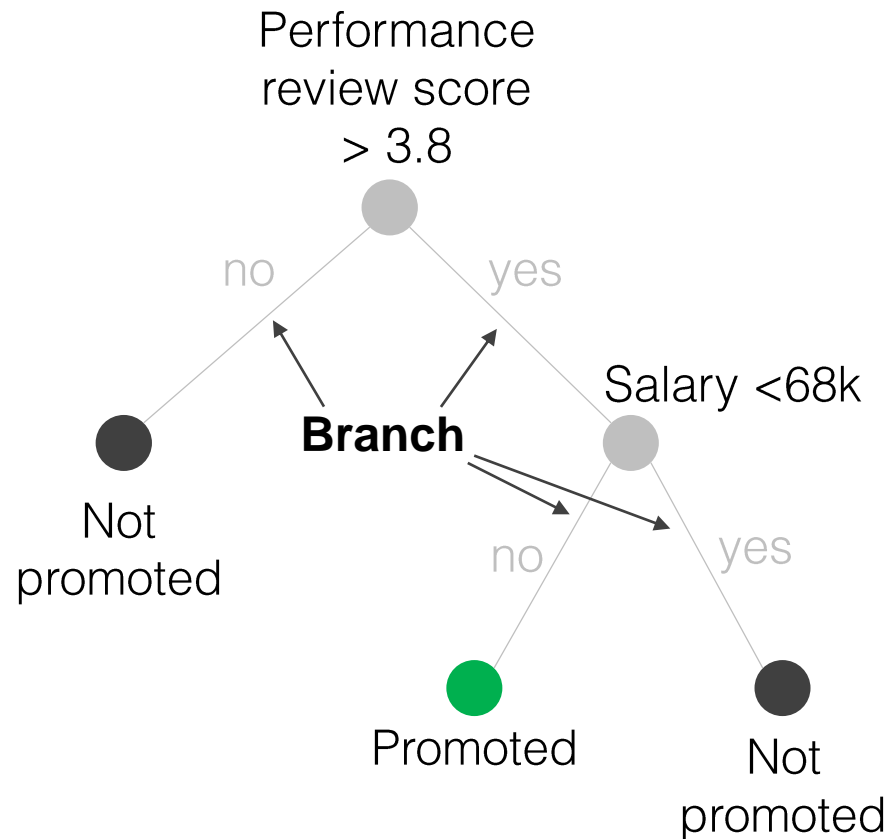 Performance
review score
> 3.8
no
yes
Salary <68k
Branch
Not
promoted
no
yes
Promoted
Not
promoted